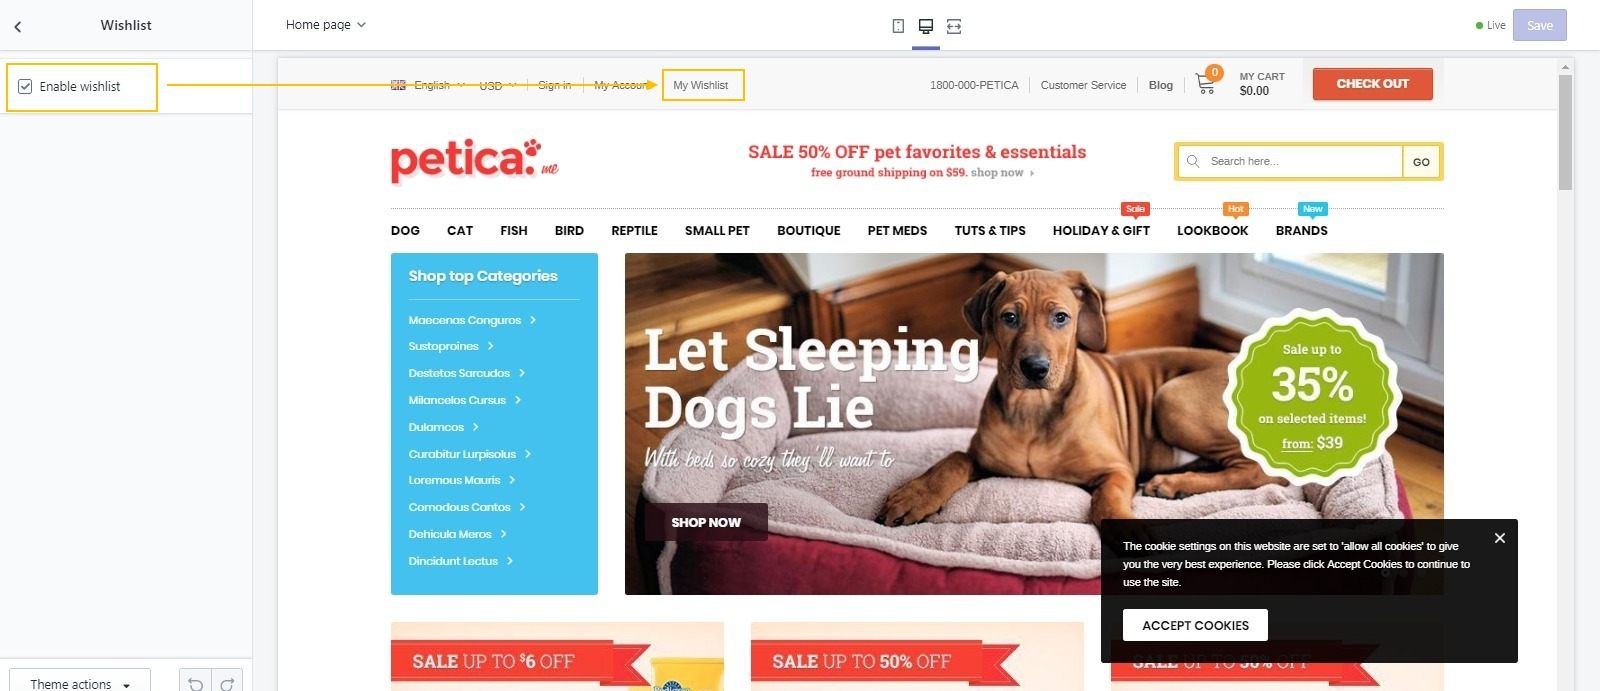 Wishlist
Home page
Live
Save
Enable wishlist
English
USD
Sign in
My Account
My Wishlist
1800-000-PETICA
Customer Service
Blog
0
MY CART
$0.00
CHECK OUT
petica.me
SALE 50% OFF pet favorites & essentials
free ground shipping on $59. shop now
Search here...
GO
Sale
Hot
New
DOG CAT FISH BIRD REPTILE SMALL PET BOUTIQUE PET MEDS TUTS & TIPS HOLIDAY & GIFT LOOKBOOK BRANDS
Shop top Categories
Maecenas Conguros
Sustoproines
Destetos Sarcudos
Milancelos Cursus
Dulamcos
Curabitur Lurpisolus
Loremous Mauris
Comodous Cantos
Dehicula Meros
Dincidunt Lectus
Let Sleeping
Dogs Lie
With beds so cozy they'll want to
SHOP NOW
Sale up to
35%
on selected items!
from: $39
The cookie settings on this website are set to 'allow all cookies' to give
you the very best experience. Please click Accept Cookies to continue to
use the site.
ACCEPT COOKIES
SALE UP TO $6 OFF
SALE UP TO 50% OFF
SALE UP TO 50% OFF
Theme actions